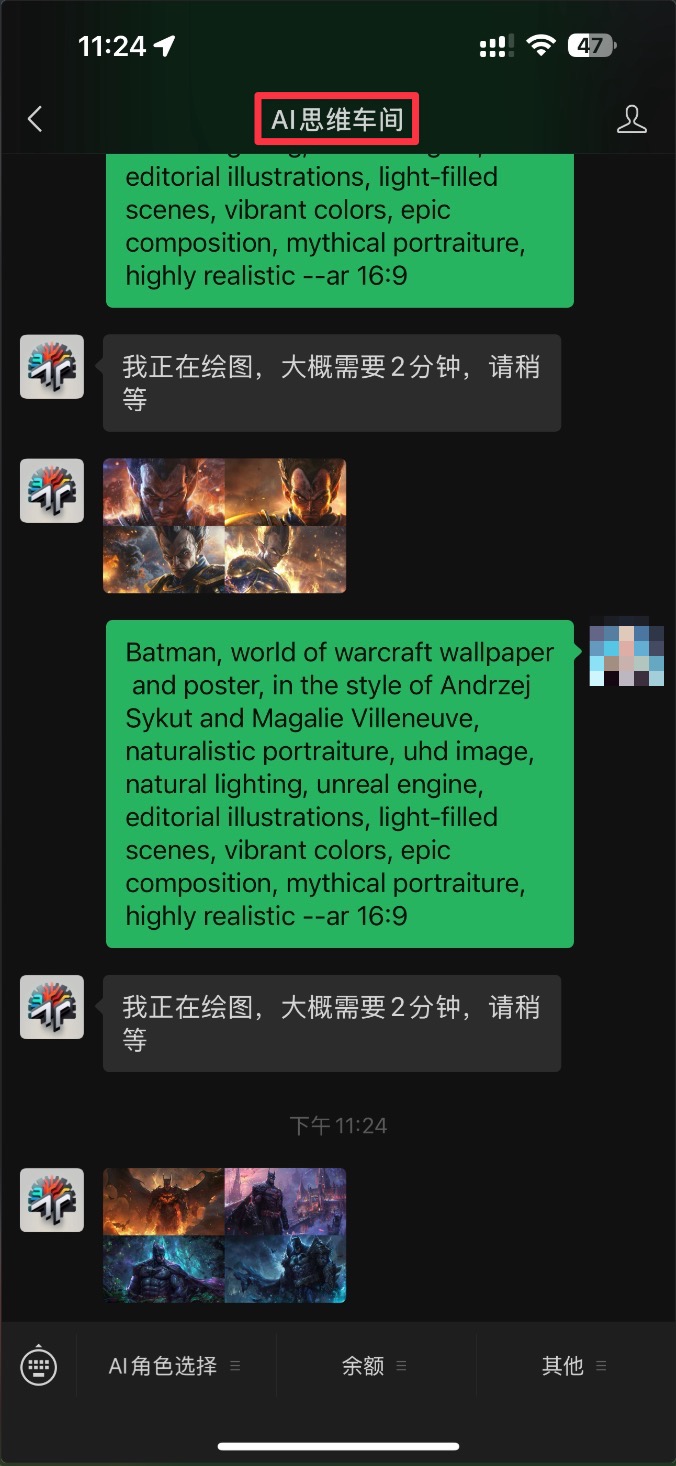 11:24
47
AI思维车间
editorial illustrations, light-filled
scenes, vibrant colors, epic
composition, mythical portraiture,
highly realistic --ar 16:9
我正在绘图，大概需要2分钟，请稍
等
Batman, world of warcraft wallpaper
and poster, in the style of Andrzej
Sykut and Magalie Villeneuve,
naturalistic portraiture, uhd image,
natural lighting, unreal engine,
editorial illustrations, light-filled
scenes, vibrant colors, epic
composition, mythical portraiture,
highly realistic --ar 16:9
我正在绘图，大概需要2分钟，请稍
等
下午11:24
AI角色选择
余额
其他